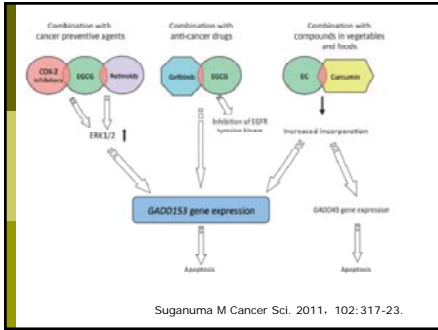 Combination with
cancer preventive agents
Combination with
anti-cancer drugs
Combination with
compounds in vegetables
and foods
COX-2
inhibitors
EGCG
Retinoids
Gefitinib
EGCG
EC
Curcumin
Inhibition of EGFR
tyrosine kinase
ERK1/2
Increased incorporation
GADD153 gene expression
GADD45 gene expression
Apoptosis
Apoptosis
Suganuma M Cancer Sci. 2011, 102:317-23.